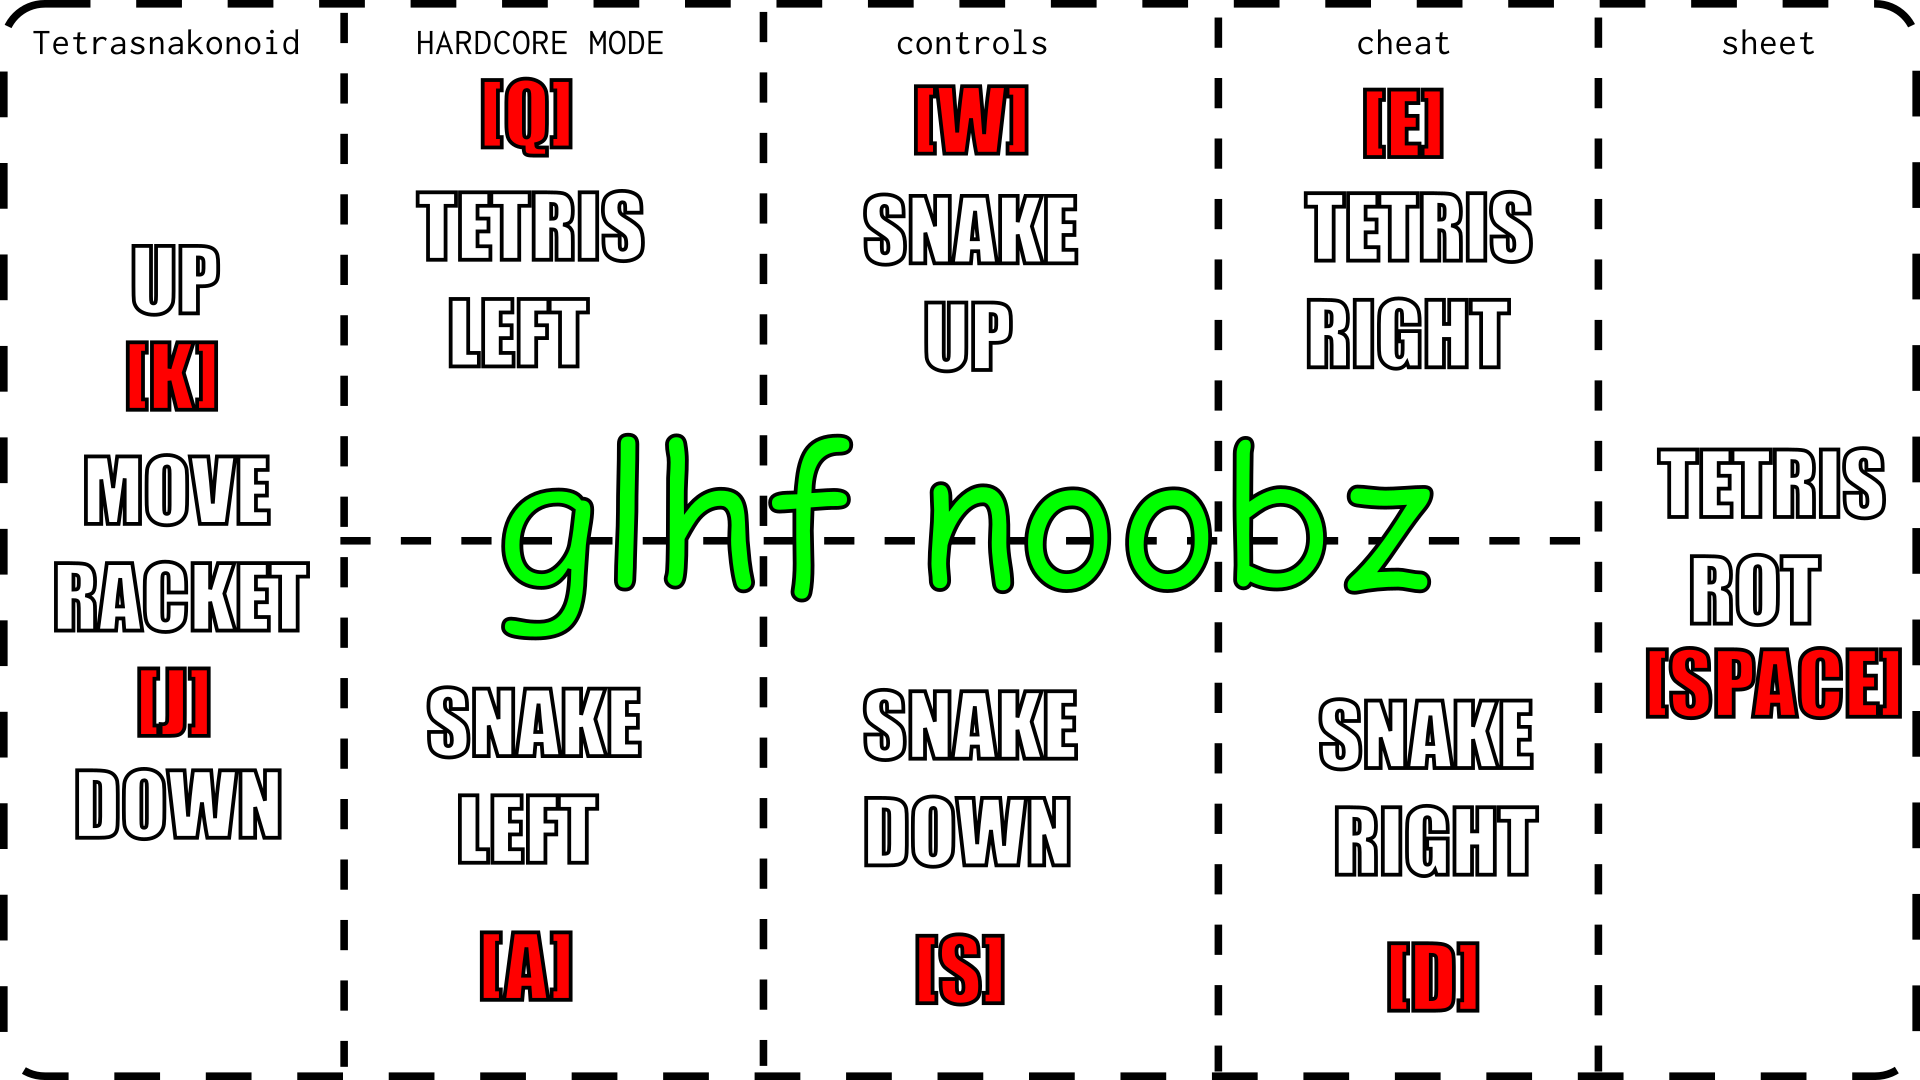 Tetrasnakonoid HARDCORE MODE controls cheat sheet
UP
[K]
MOVE
RACKET
[J]
DOWN
[Q]
TETRIS
LEFT
[W]
SNAKE
UP
[E]
TETRIS
RIGHT
glhf noobz
SNAKE
LEFT
[A]
SNAKE
DOWN
[S]
SNAKE
RIGHT
[D]
TETRIS
ROT
[SPACE]